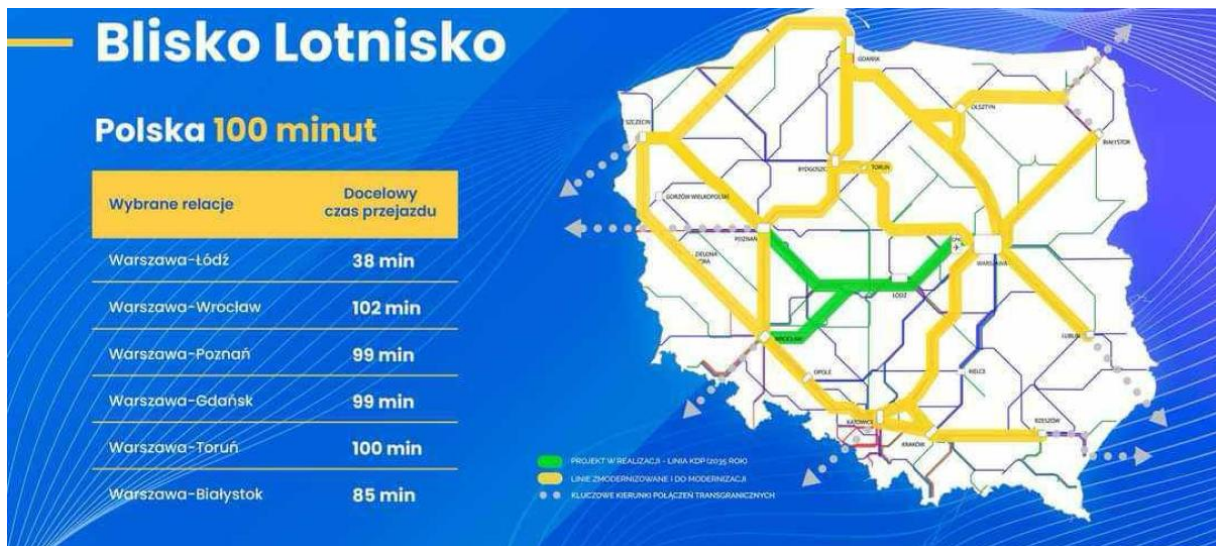 Blisko Lotnisko
Polska 100 minut
Wybrane relacje
Docelowy
czas przejazdu
Warszawa-Łódź 38 min
Warszawa-Wrocław 102 min
Warszawa-Poznań 99 min
Warszawa-Gdańsk 99 min
Warszawa-Toruń 100 min
Warszawa-Białystok 85 min
GDAŃSK
OLSZTYN
SZCZECIN
BIAŁYSTOK
BYDGOSZCZ
TORUŃ
GORZÓW WIELKOPOLSKI
POZNAŃ
CPK
WARSZAWA
ZIELONA
ŁÓDŹ
LUBLIN
WROCŁAW
OPOLE
KIELCE
KATOWICE
KRAKÓW
RZESZÓW
PROJEKT W REALIZACJI - LINIA KDP (2035 ROK)
LINIE ZMODERNIZOWANE I DO MODERNIZACJI
KLUCZOWE KIERUNKI POŁĄCZEŃ TRANSGRANICZNYCH